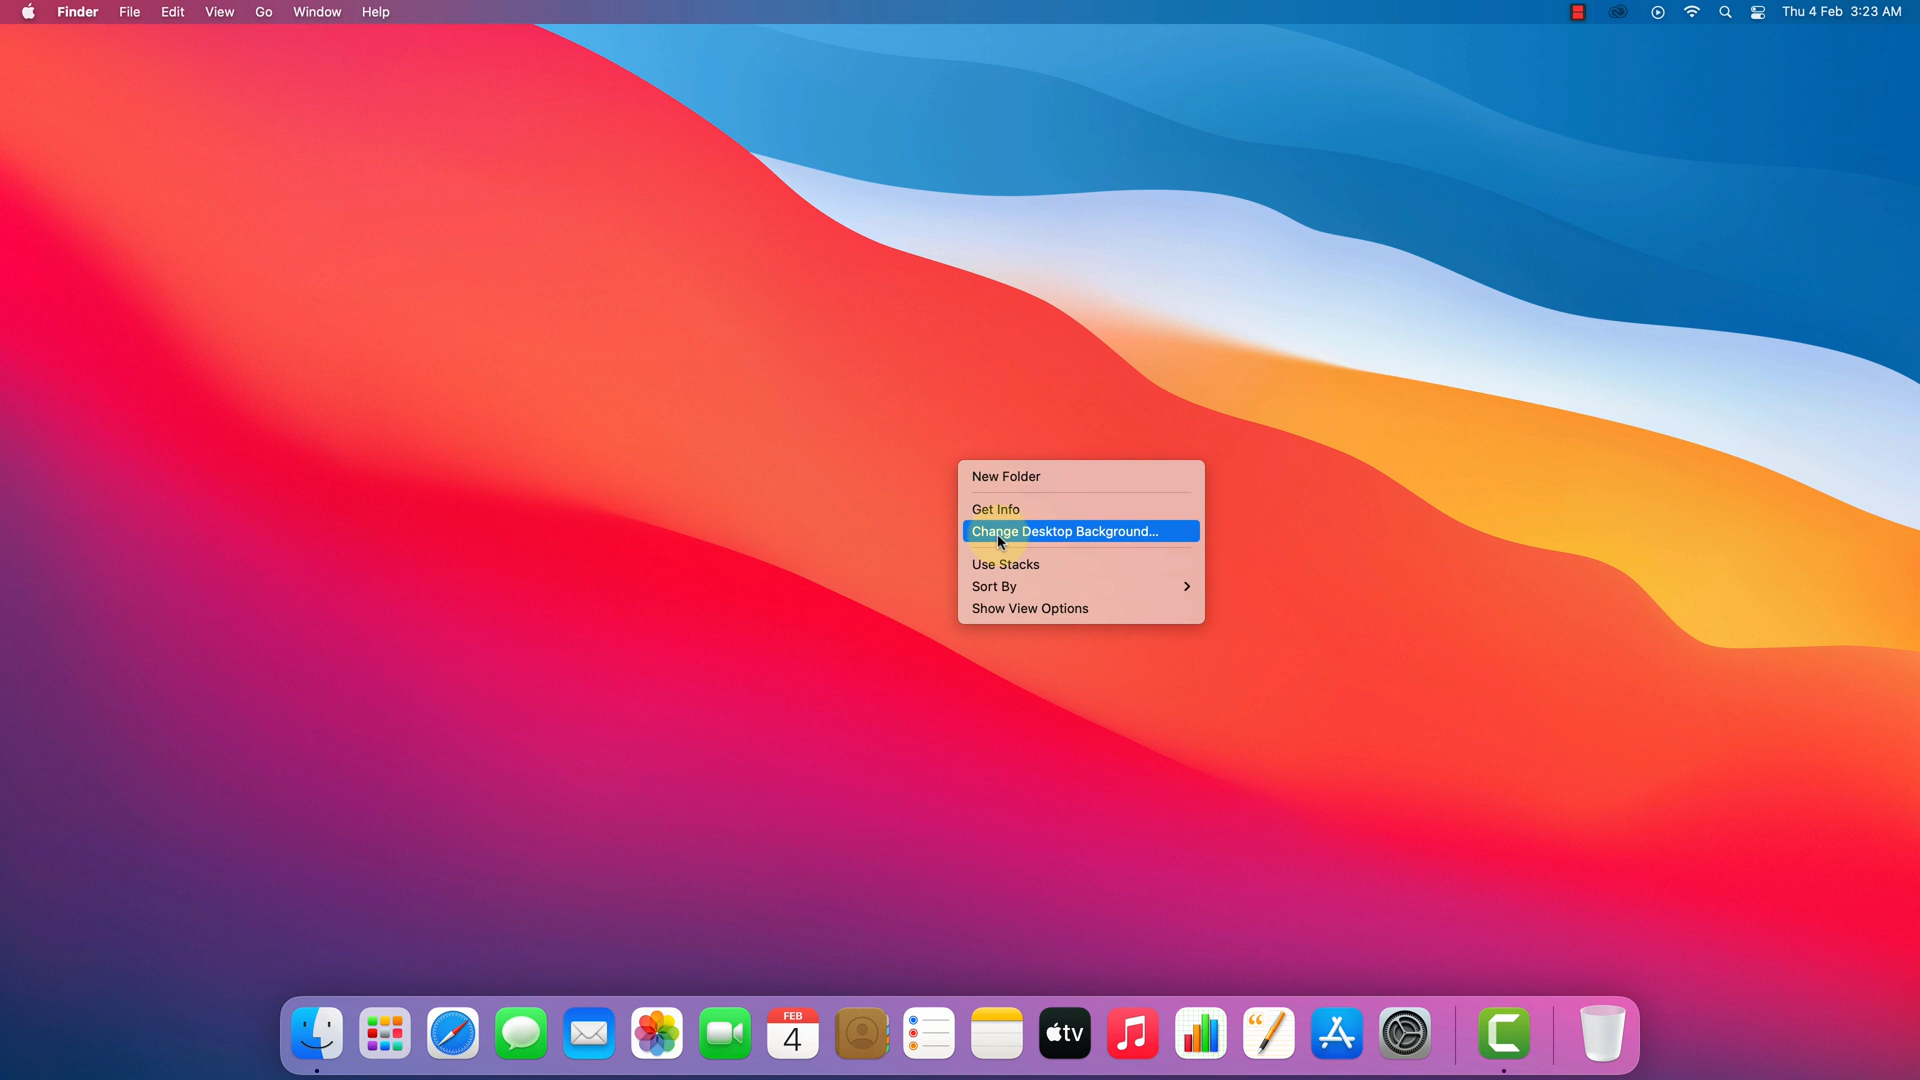 Finder File Edit View Go Window Help
Thu 4 Feb 3:23 AM
New Folder
Get Info
Change Desktop Background...
Use Stacks
Sort By
Show View Options
FEB
4
tv